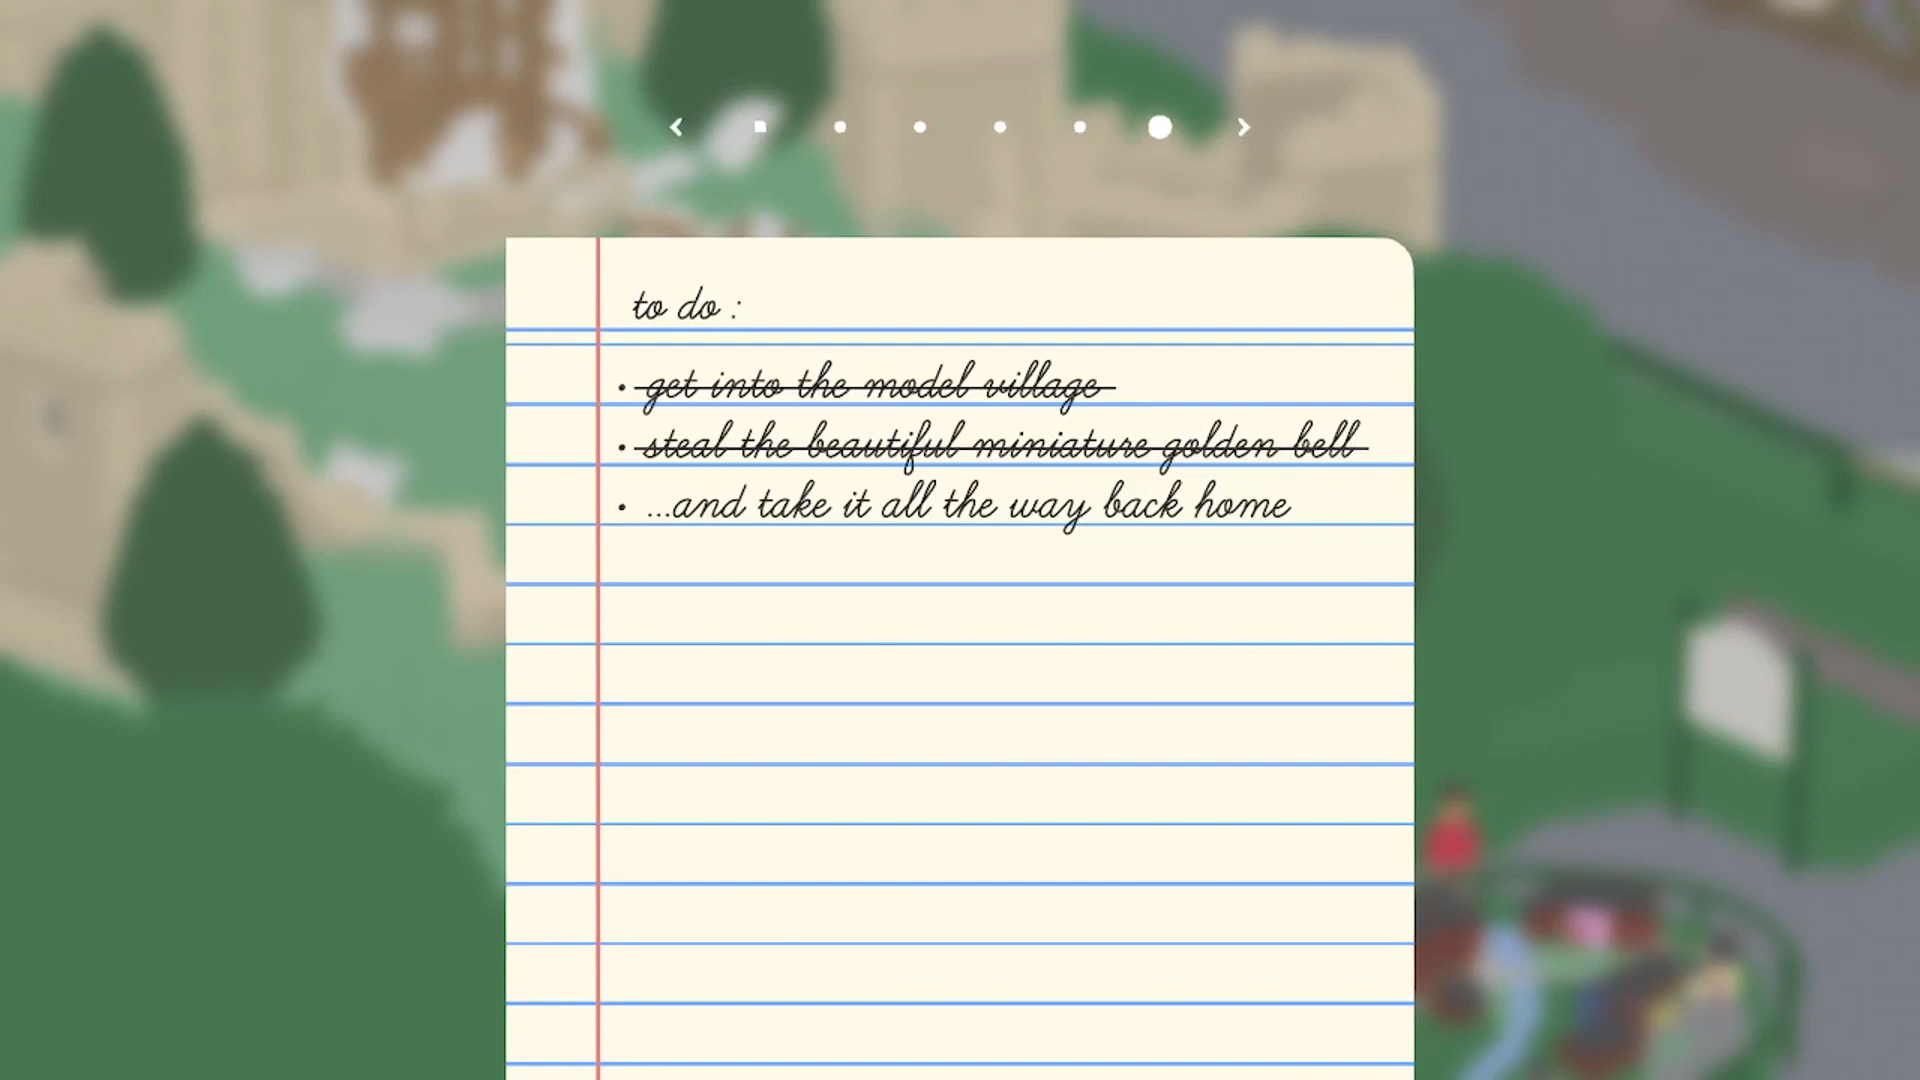 to do :
• get into the model village
• steal the beautiful miniature golden bell
• ...and take it all the way back home